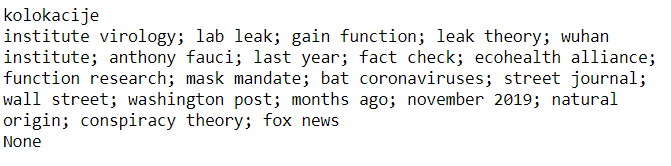 kolokacije
institute virology; lab leak; gain function; leak theory; wuhan
institute; anthony fauci; last year; fact check; ecohealth alliance;
function research; mask mandate; bat coronaviruses; street journal;
wall street; washington post; months ago; november 2019; natural
origin; conspiracy theory; fox news
None